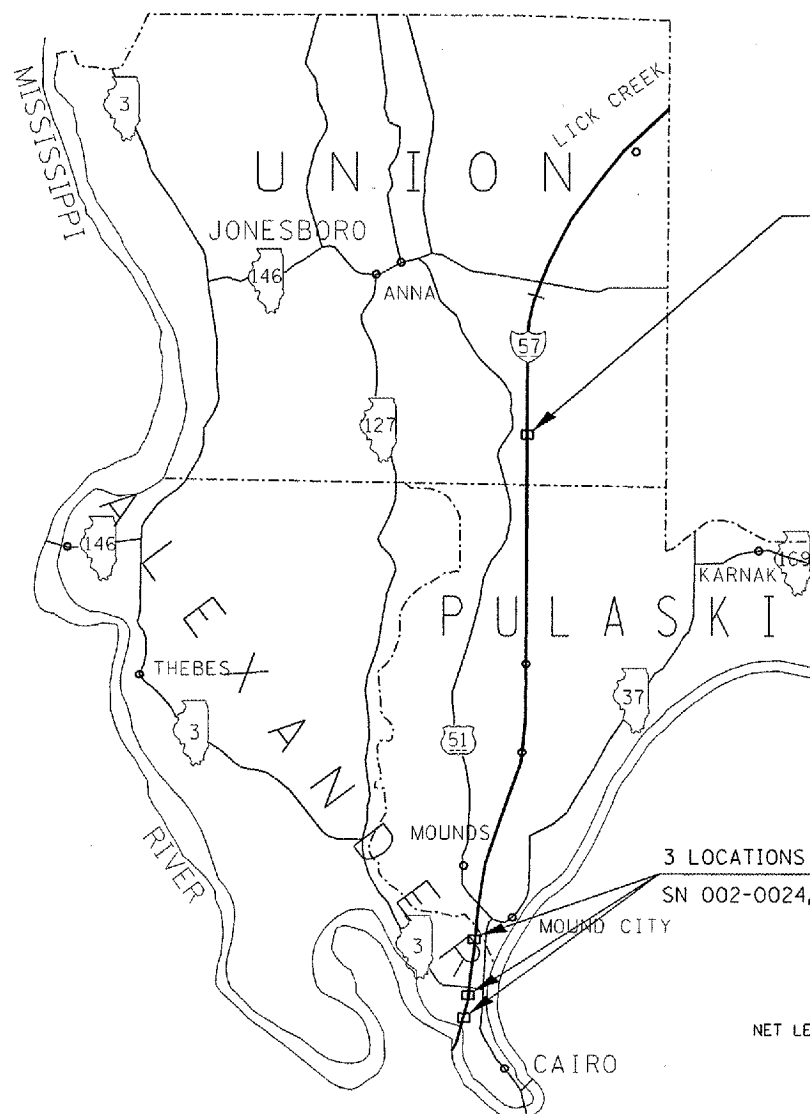 MISSISSIPPI
3
LICK CREEK
UNION
JONESBORO
146
ANNA
57
127
146
ALEXANDER
KARNAK
169
PULASKI
THEBES
37
3
51
MOUNDS
RIVER
3 LOCATIONS
SN 002-0024,
MOUND CITY
3
NET LE
CAIRO